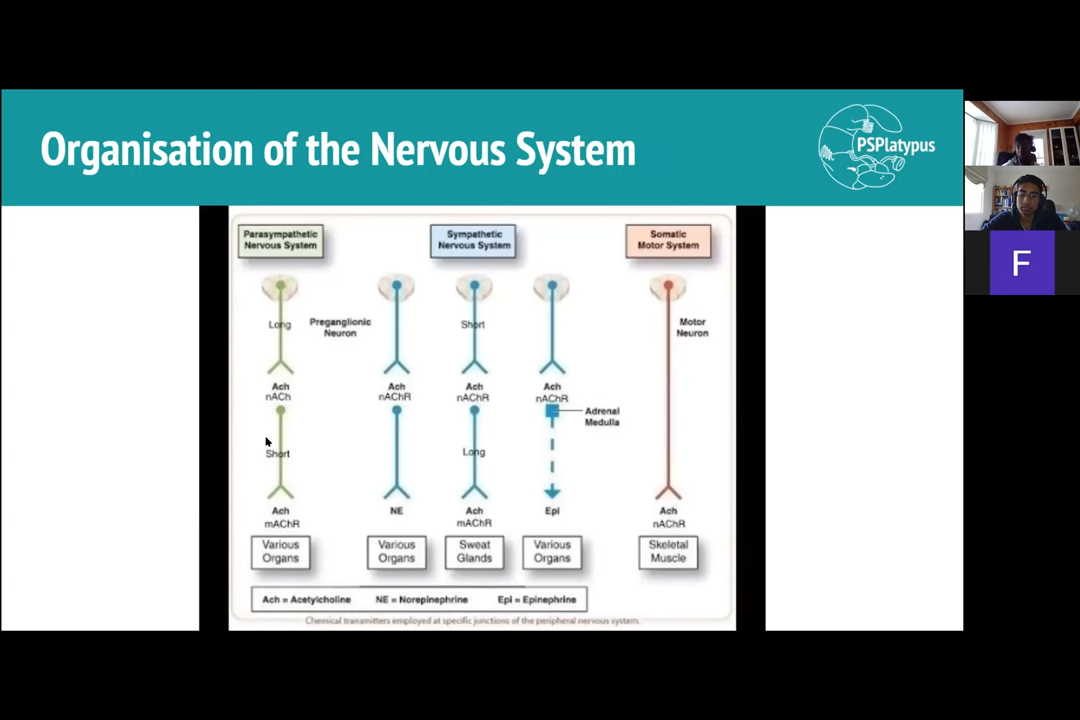 Organisation of the Nervous System
PSPlatypus
F
Parasympathetic
Nervous System
Sympathetic
Nervous System
Somatic
Motor System
Long
Preganglionic
Neuron
Short
Motor
Neuron
Ach
nACh
Ach
nAChR
Ach
nAChR
Ach
nAChR
Adrenal
Medulla
Short
Long
Ach
mAChR
NE
Ach
mAChR
Epi
Ach
nAChR
Various
Organs
Various
Organs
Sweat
Glands
Various
Organs
Skeletal
Muscle
Ach = Acetylcholine NE = Norepinephrine Epi = Epinephrine
Chemical transmitters employed at specific junctions of the peripheral nervous system.